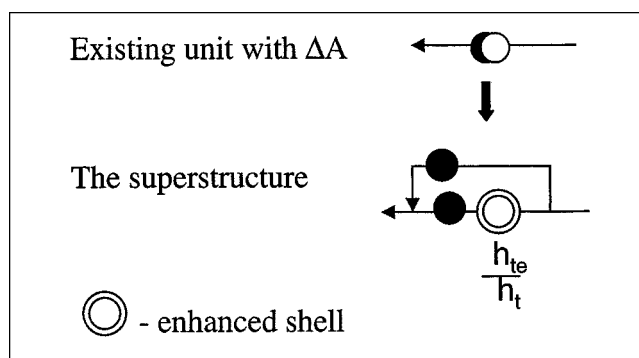 Existing unit with ΔA
The superstructure
h_te
h_t
- enhanced shell